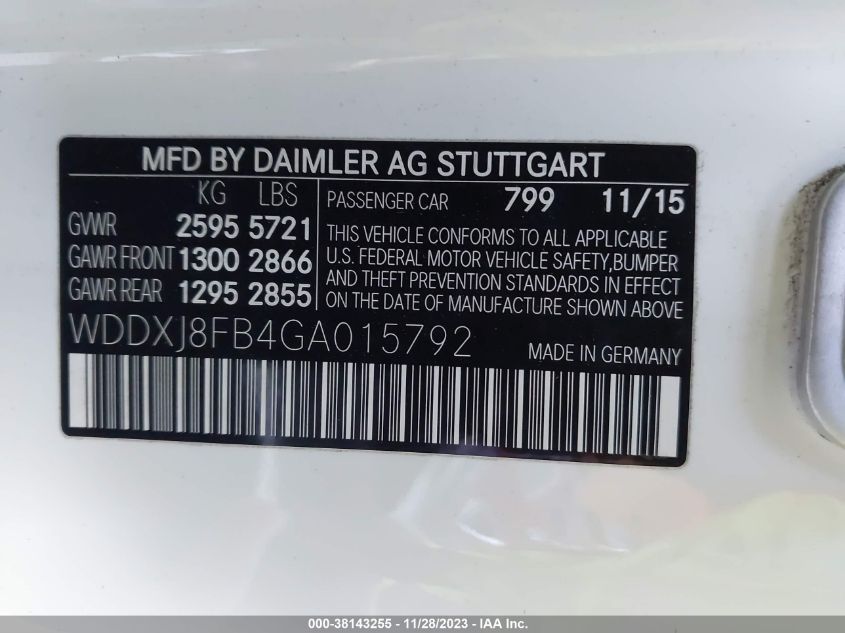 MFD BY DAIMLER AG STUTTGART
KG LBS
GVWR 2595 5721
GAWR FRONT 1300 2866
GAWR REAR 1295 2855
PASSENGER CAR 799 11/15
THIS VEHICLE CONFORMS TO ALL APPLICABLE
U.S. FEDERAL MOTOR VEHICLE SAFETY,BUMPER
AND THEFT PREVENTION STANDARDS IN EFFECT
ON THE DATE OF MANUFACTURE SHOWN ABOVE
WDDXJ8FB4GA015792
MADE IN GERMANY
000-38143255 - 11/28/2023 - IAA Inc.